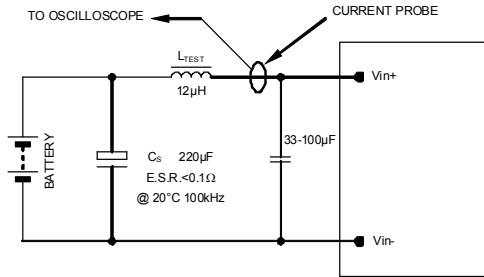 TO OSCILLOSCOPE
CURRENT PROBE
LTEST
12µH
Vin+
BATTERY
CS 220µF
E.S.R.<0.1Ω
@ 20°C 100kHz
33-100µF
Vin-